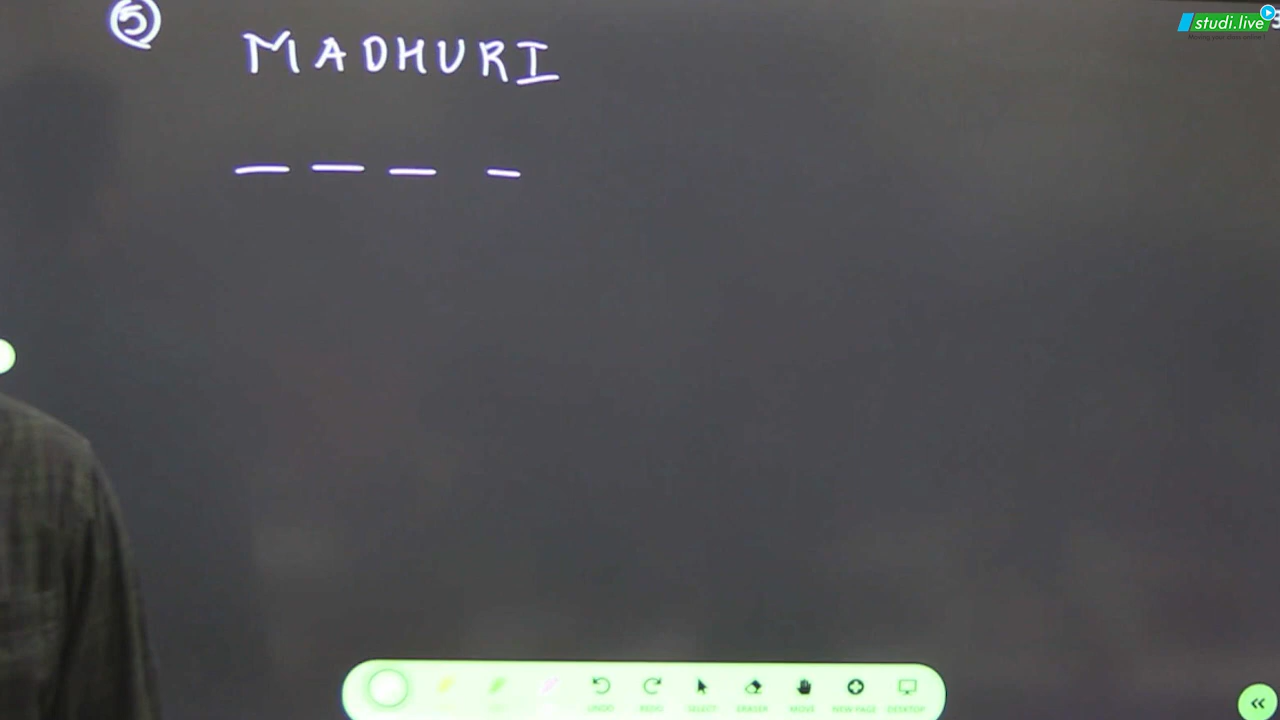 studi.live
⑤ MADHURI
_ _ _ _
UNDO REDO SELECT ERASER MOVE NEW PAGE DESKTOP